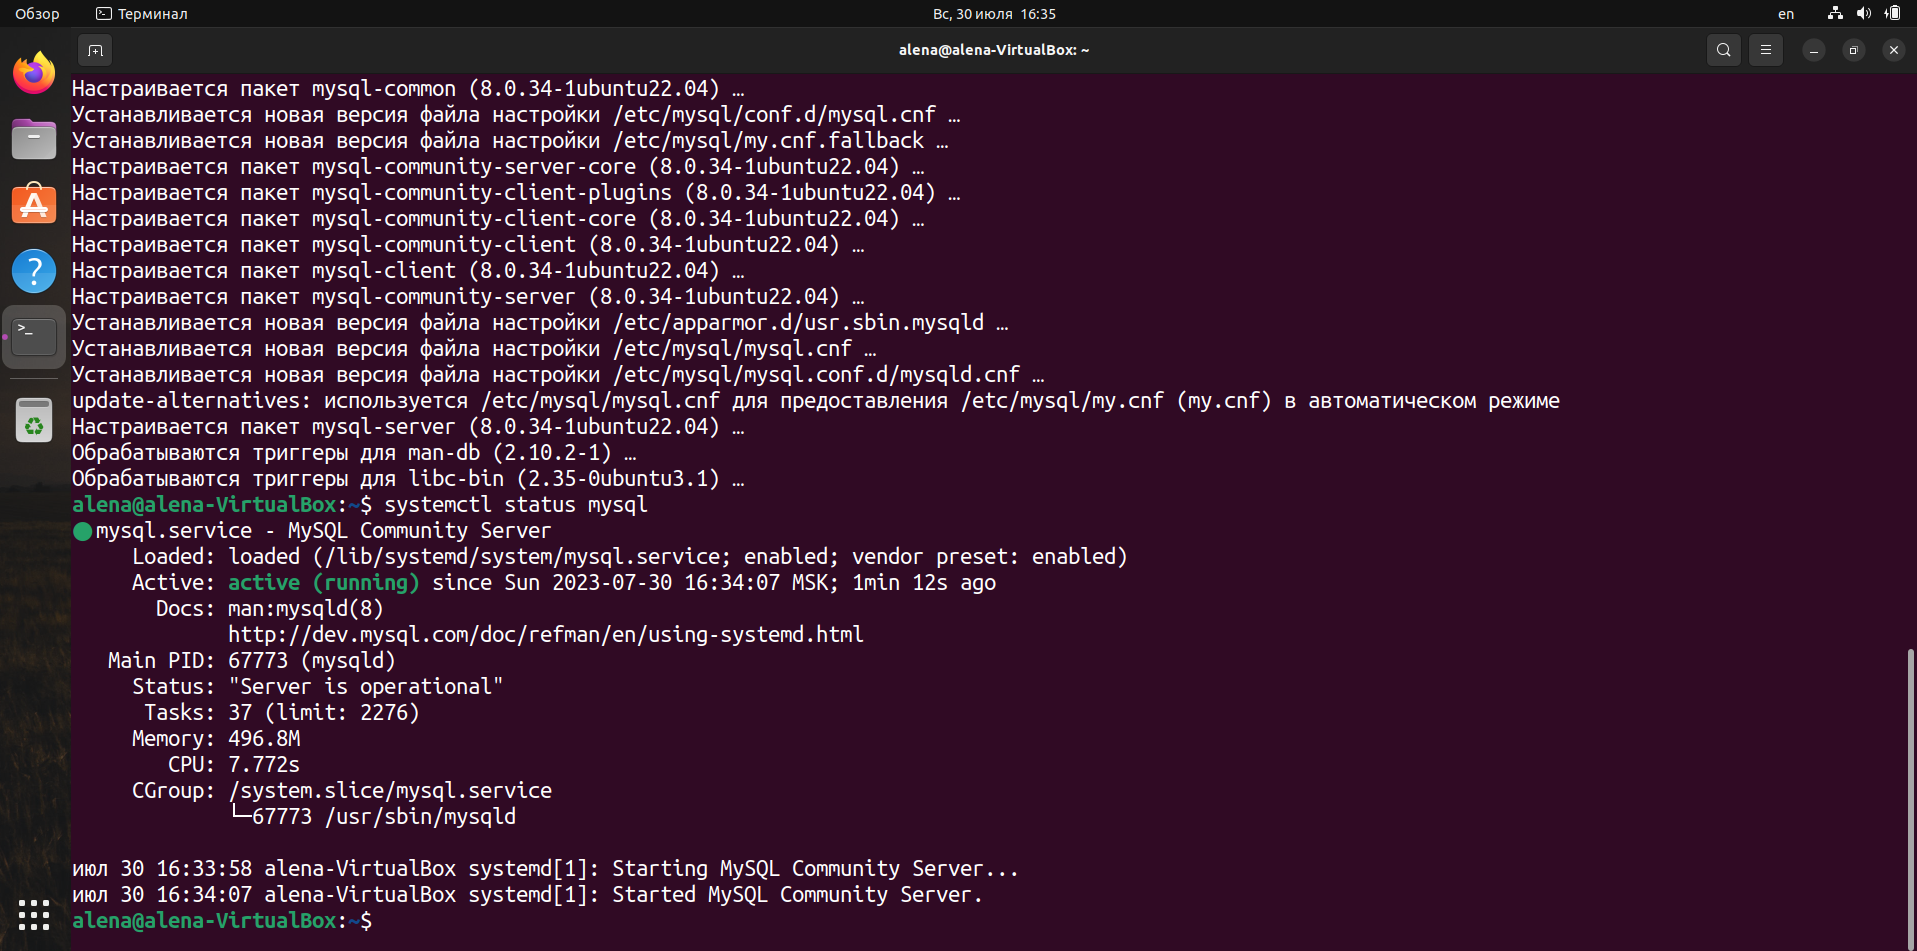 Обзор Терминал Вс, 30 июля 16:35 en
alena@alena-VirtualBox: ~
Настраивается пакет mysql-common (8.0.34-1ubuntu22.04) …
Устанавливается новая версия файла настройки /etc/mysql/conf.d/mysql.cnf …
Устанавливается новая версия файла настройки /etc/mysql/my.cnf.fallback …
Настраивается пакет mysql-community-server-core (8.0.34-1ubuntu22.04) …
Настраивается пакет mysql-community-client-plugins (8.0.34-1ubuntu22.04) …
Настраивается пакет mysql-community-client-core (8.0.34-1ubuntu22.04) …
Настраивается пакет mysql-community-client (8.0.34-1ubuntu22.04) …
Настраивается пакет mysql-client (8.0.34-1ubuntu22.04) …
Настраивается пакет mysql-community-server (8.0.34-1ubuntu22.04) …
Устанавливается новая версия файла настройки /etc/apparmor.d/usr.sbin.mysqld …
Устанавливается новая версия файла настройки /etc/mysql/mysql.cnf …
Устанавливается новая версия файла настройки /etc/mysql/mysql.conf.d/mysqld.cnf …
update-alternatives: используется /etc/mysql/mysql.cnf для предоставления /etc/mysql/my.cnf (my.cnf) в автоматическом режиме
Настраивается пакет mysql-server (8.0.34-1ubuntu22.04) …
Обрабатываются триггеры для man-db (2.10.2-1) …
Обрабатываются триггеры для libc-bin (2.35-0ubuntu3.1) …
alena@alena-VirtualBox:~$ systemctl status mysql
● mysql.service - MySQL Community Server
Loaded: loaded (/lib/systemd/system/mysql.service; enabled; vendor preset: enabled)
Active: active (running) since Sun 2023-07-30 16:34:07 MSK; 1min 12s ago
Docs: man:mysqld(8)
http://dev.mysql.com/doc/refman/en/using-systemd.html
Main PID: 67773 (mysqld)
Status: "Server is operational"
Tasks: 37 (limit: 2276)
Memory: 496.8M
CPU: 7.772s
CGroup: /system.slice/mysql.service
└─67773 /usr/sbin/mysqld
июл 30 16:33:58 alena-VirtualBox systemd[1]: Starting MySQL Community Server...
июл 30 16:34:07 alena-VirtualBox systemd[1]: Started MySQL Community Server.
alena@alena-VirtualBox:~$